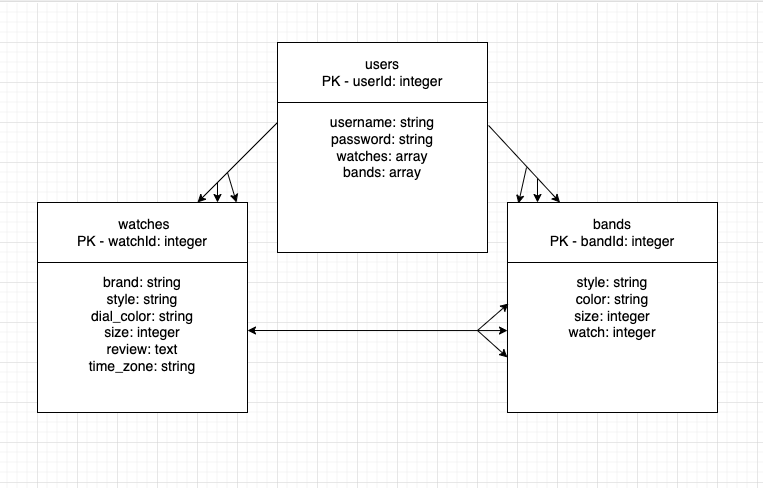 users
PK - userId: integer
username: string
password: string
watches: array
bands: array
watches
PK - watchId: integer
brand: string
style: string
dial_color: string
size: integer
review: text
time_zone: string
bands
PK - bandId: integer
style: string
color: string
size: integer
watch: integer